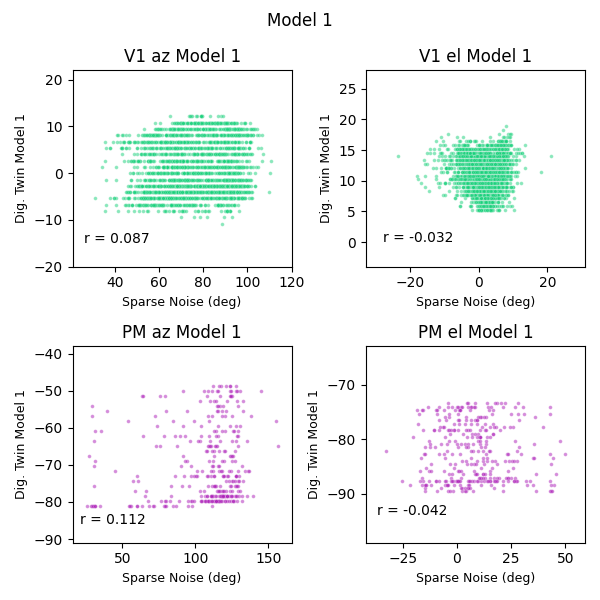 Model 1
V1 az Model 1
V1 el Model 1
Dig. Twin Model 1
20
10
0
−10
−20
r = 0.087
40 60 80 100 120
Sparse Noise (deg)
Dig. Twin Model 1
25
20
15
10
5
0
r = -0.032
−20 0 20
Sparse Noise (deg)
PM az Model 1
PM el Model 1
Dig. Twin Model 1
−40
−50
−60
−70
−80
−90
r = 0.112
50 100 150
Sparse Noise (deg)
Dig. Twin Model 1
−70
−80
−90
r = -0.042
−25 0 25 50
Sparse Noise (deg)